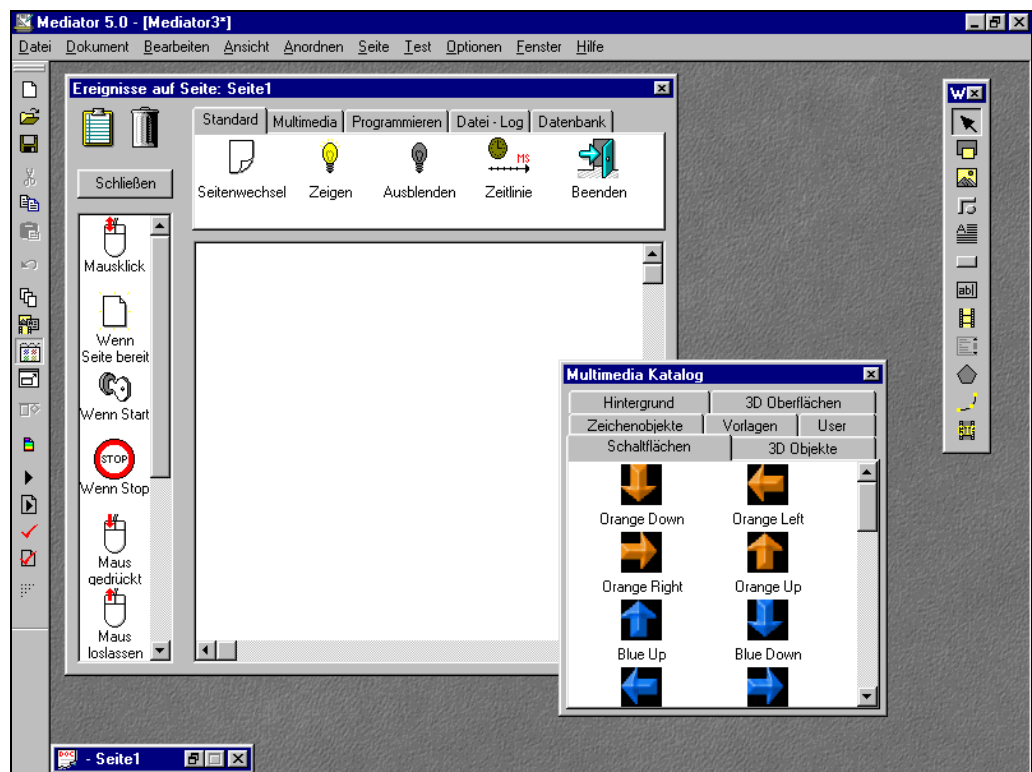 Mediator 5.0 - [Mediator3*]
Datei Dokument Bearbeiten Ansicht Anordnen Seite Test Optionen Fenster Hilfe
Ereignisse auf Seite: Seite1
Schließen
Standard Multimedia Programmieren Datei - Log Datenbank
MS
Seitenwechsel Zeigen Ausblenden Zeitlinie Beenden
Mausklick
Wenn
Seite bereit
Wenn Start
STOP
Wenn Stop
Maus
gedrückt
Maus
loslassen
W
ab
RTF
Multimedia Katalog
Hintergrund 3D Oberflächen
Zeichenobjekte Vorlagen User
Schaltflächen 3D Objekte
Orange Down Orange Left
Orange Right Orange Up
Blue Up Blue Down
DOC
- Seite1